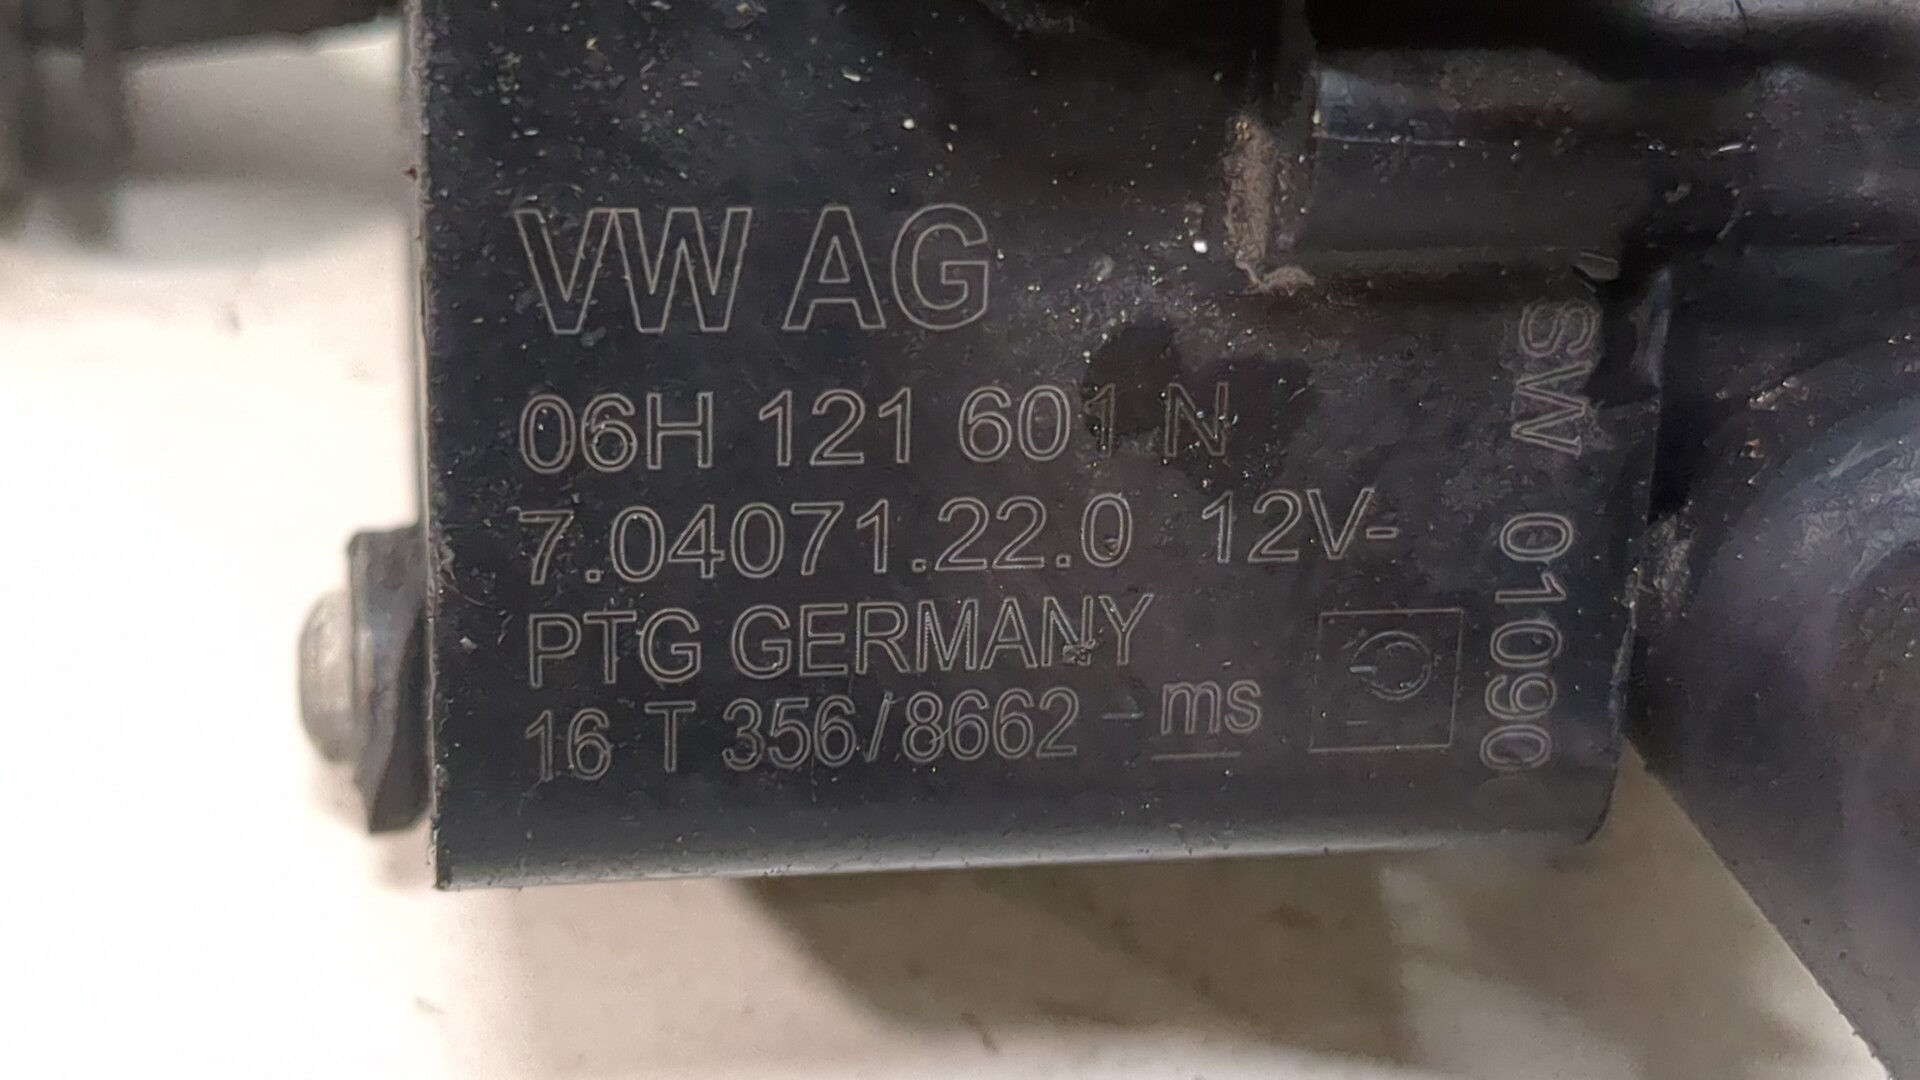 VW AG
06H 121 601 N
7.04071.22.0 12V-
PTG GERMANY
16 T 356/8662 - ms
SW 01090